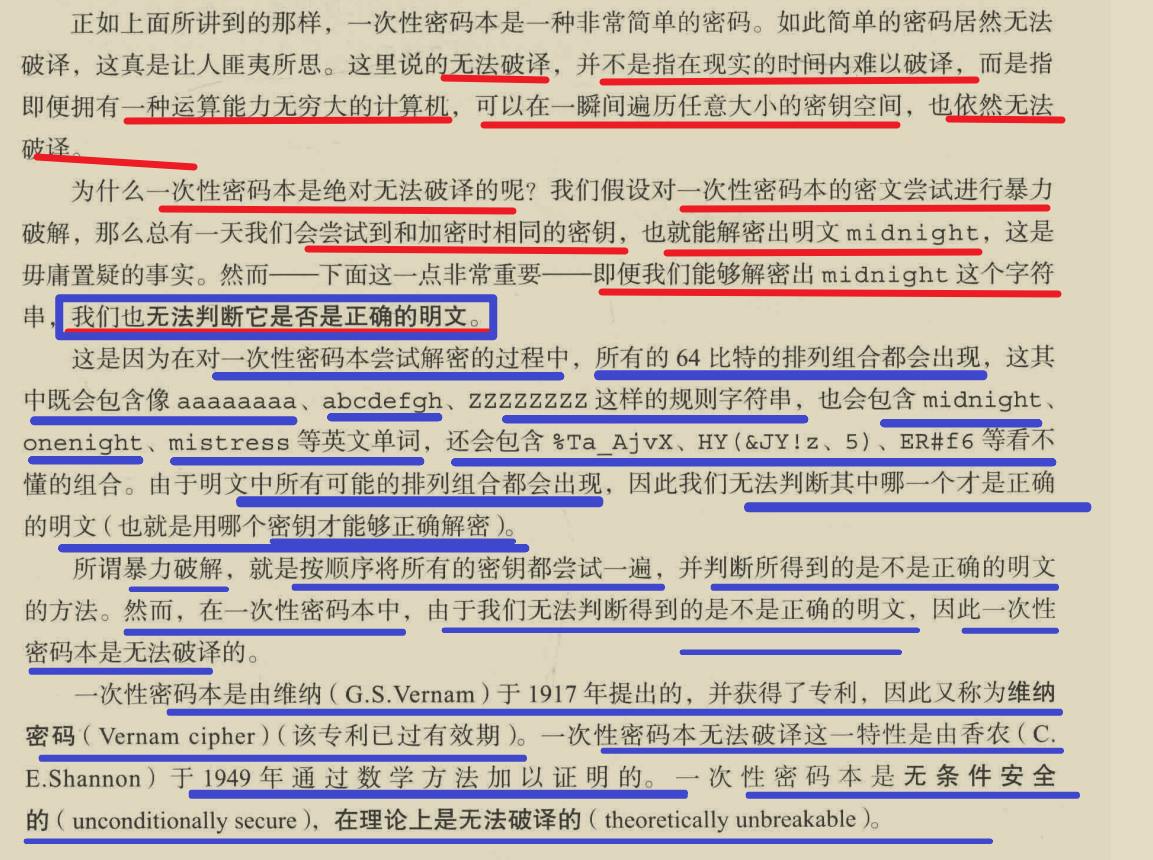 正如上面所讲到的那样，一次性密码本是一种非常简单的密码。如此简单的密码居然无法
破译，这真是让人匪夷所思。这里说的无法破译，并不是指在现实的时间内难以破译，而是指
即便拥有一种运算能力无穷大的计算机，可以在一瞬间遍历任意大小的密钥空间，也依然无法
破译。
为什么一次性密码本是绝对无法破译的呢？我们假设对一次性密码本的密文尝试进行暴力
破解，那么总有一天我们会尝试到和加密时相同的密钥，也就能解密出明文 midnight，这是
毋庸置疑的事实。然而——下面这一点非常重要——即便我们能够解密出 midnight 这个字符
串，我们也无法判断它是否是正确的明文。
这是因为在对一次性密码本尝试解密的过程中，所有的 64 比特的排列组合都会出现，这其
中既会包含像 aaaaaaaa、abcdefgh、ZZZZZZZZ 这样的规则字符串，也会包含 midnight、
onenight、mistress 等英文单词，还会包含 %Ta_AjvX、HY(&JY!z、5)、ER#f6 等看不
懂的组合。由于明文中所有可能的排列组合都会出现，因此我们无法判断其中哪一个才是正确
的明文（也就是用哪个密钥才能够正确解密）。
所谓暴力破解，就是按顺序将所有的密钥都尝试一遍，并判断所得到的是不是正确的明文
的方法。然而，在一次性密码本中，由于我们无法判断得到的是不是正确的明文，因此一次性
密码本是无法破译的。
一次性密码本是由维纳（G.S.Vernam）于 1917 年提出的，并获得了专利，因此又称为维纳
密码（Vernam cipher）（该专利已过有效期）。一次性密码本无法破译这一特性是由香农（C.
E.Shannon）于 1949 年通过数学方法加以证明的。一次性密码本是无条件安全
的（unconditionally secure），在理论上是无法破译的（theoretically unbreakable）。